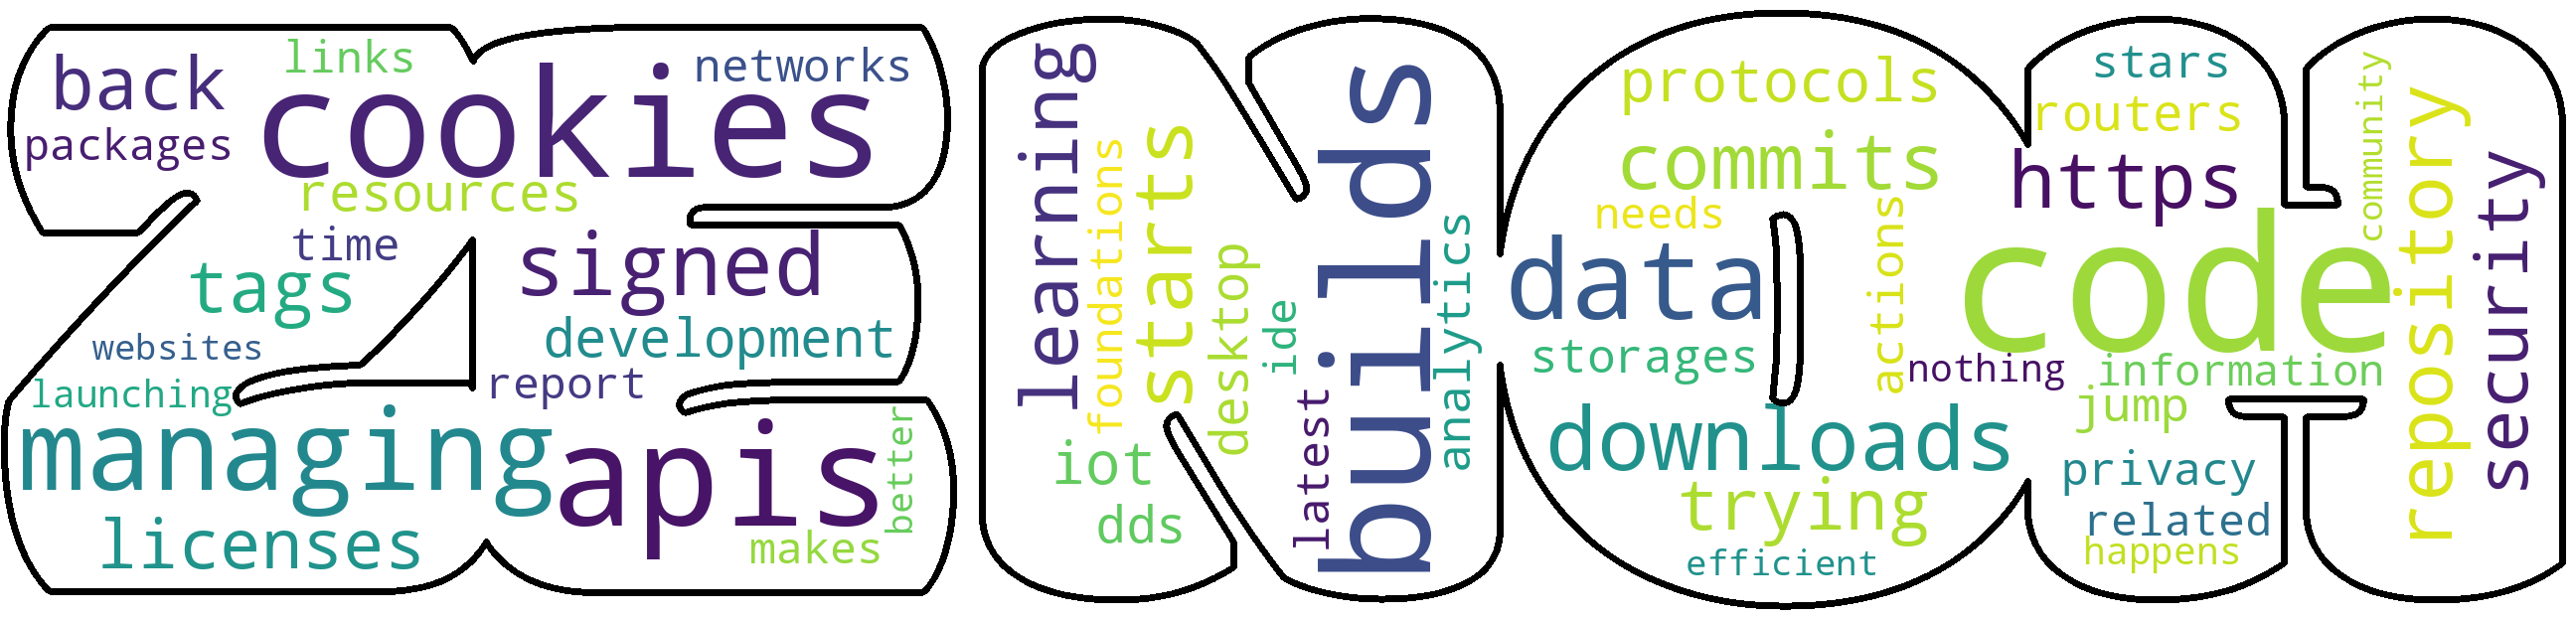 back
links
networks
cookies
packages
resources
time
signed
tags
development
websites
launching
report
managing
apis
better
licenses
makes
learning
foundations
starts
desktop
ide
iot
dds
builds
latest
analytics
protocols
commits
needs
data
actions
storages
downloads
trying
efficient
stars
routers
https
code
nothing
information
jump
privacy
related
happens
community
repository
security